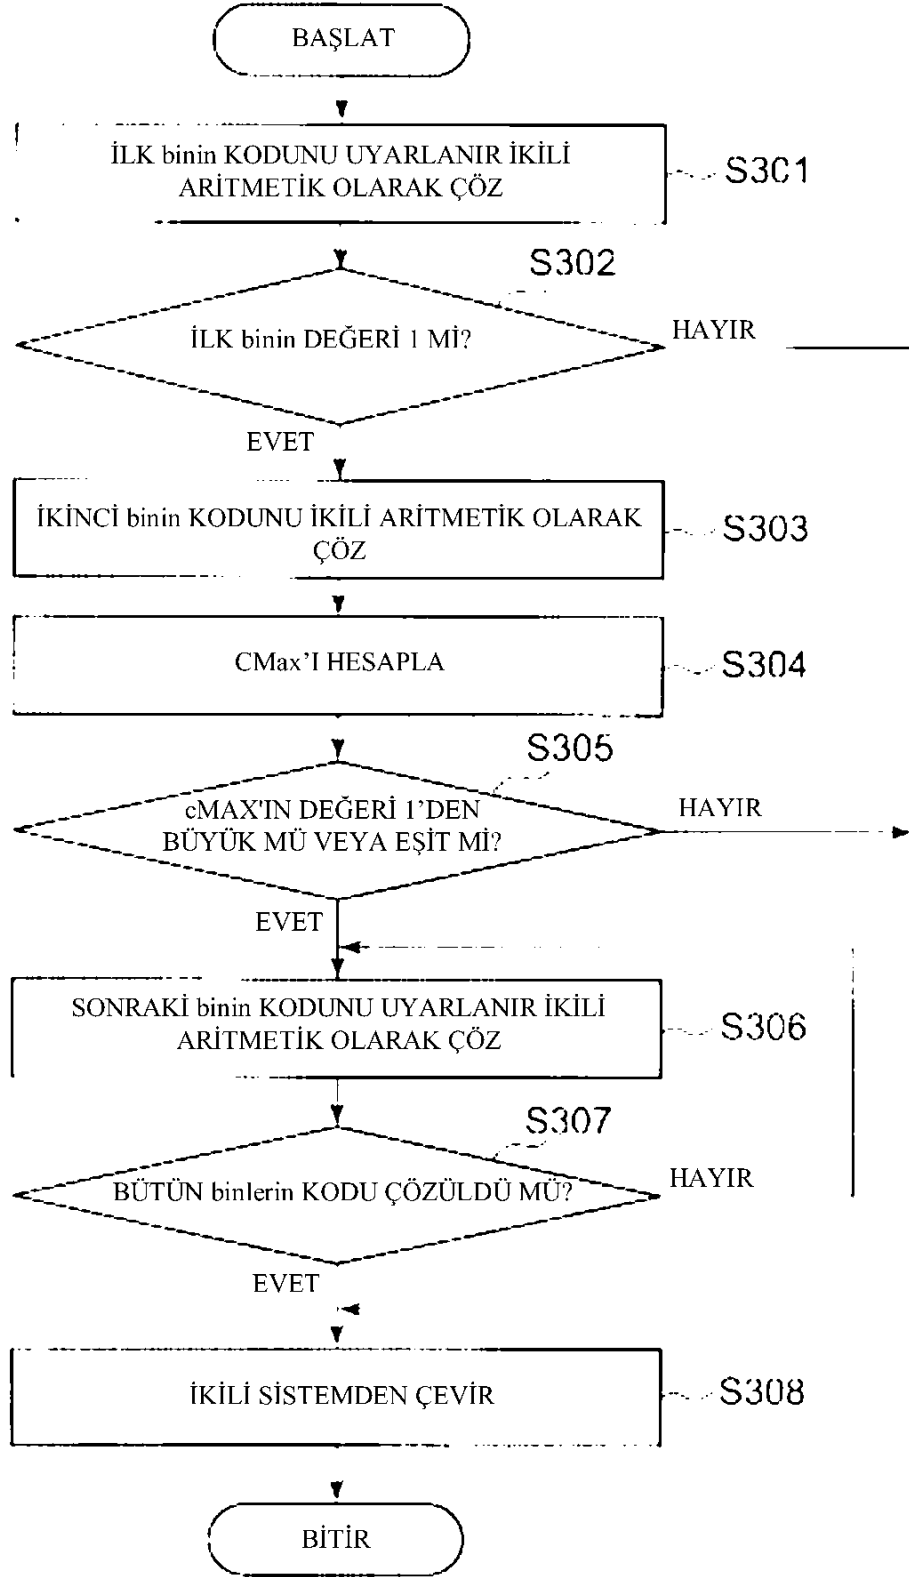 BAŞLAT
İLK binin KODUNU UYARLANIR İKİLİ
ARİTMETİK OLARAK ÇÖZ
S301
S302
İLK binin DEĞERİ 1 Mİ?
HAYIR
EVET
İKİNCİ binin KODUNU İKİLİ ARİTMETİK OLARAK
ÇÖZ
S303
CMax'I HESAPLA
S304
S305
cMAX'IN DEĞERİ 1'DEN
BÜYÜK MÜ VEYA EŞİT Mİ?
HAYIR
EVET
SONRAKİ binin KODUNU UYARLANIR İKİLİ
ARİTMETİK OLARAK ÇÖZ
S306
S307
BÜTÜN binlerin KODU ÇÖZÜLDÜ MÜ?
HAYIR
EVET
İKİLİ SİSTEMDEN ÇEVİR
S308
BİTİR